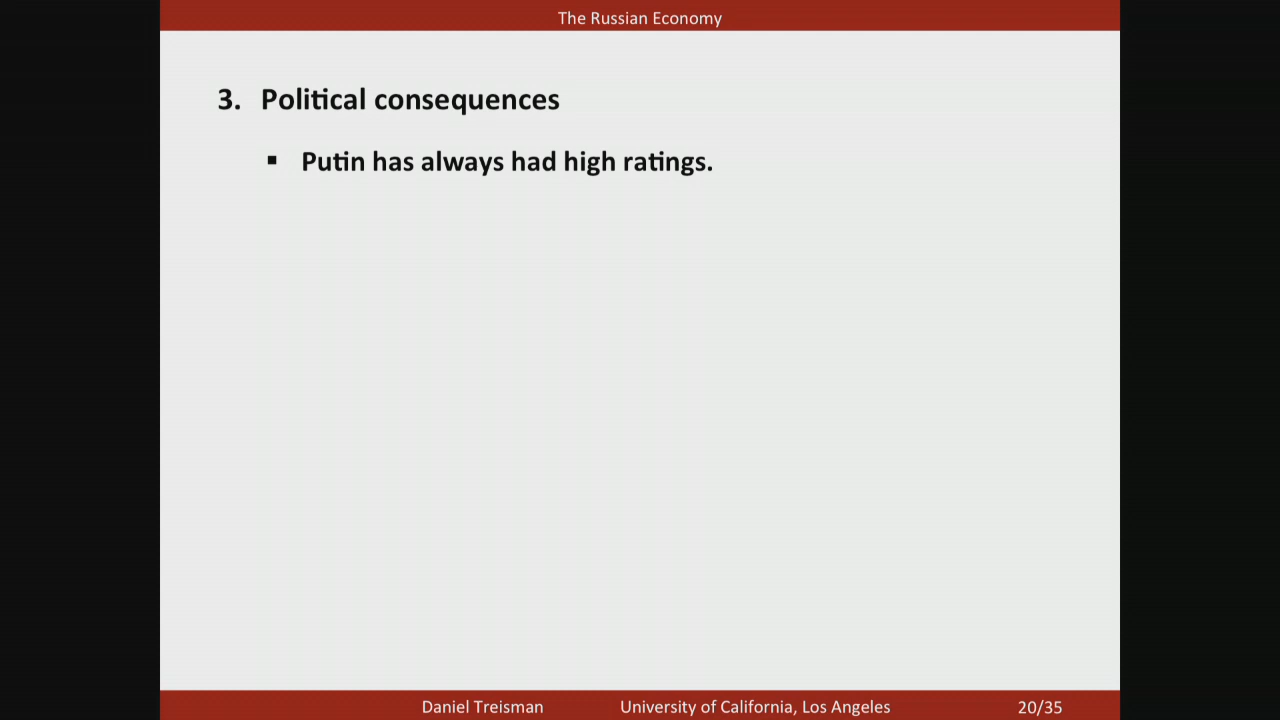 The Russian Economy
3. Political consequences
▪ Putin has always had high ratings.
Daniel Treisman University of California, Los Angeles 20/35